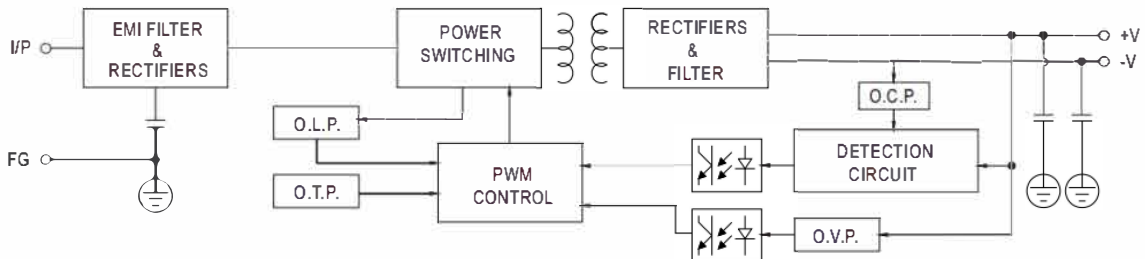 I/P
EMI FILTER
&
RECTIFIERS
POWER
SWITCHING
RECTIFIERS
&
FILTER
+V
-V
O.C.P.
O.L.P.
FG
PWM
CONTROL
DETECTION
CIRCUIT
O.T.P.
O.V.P.